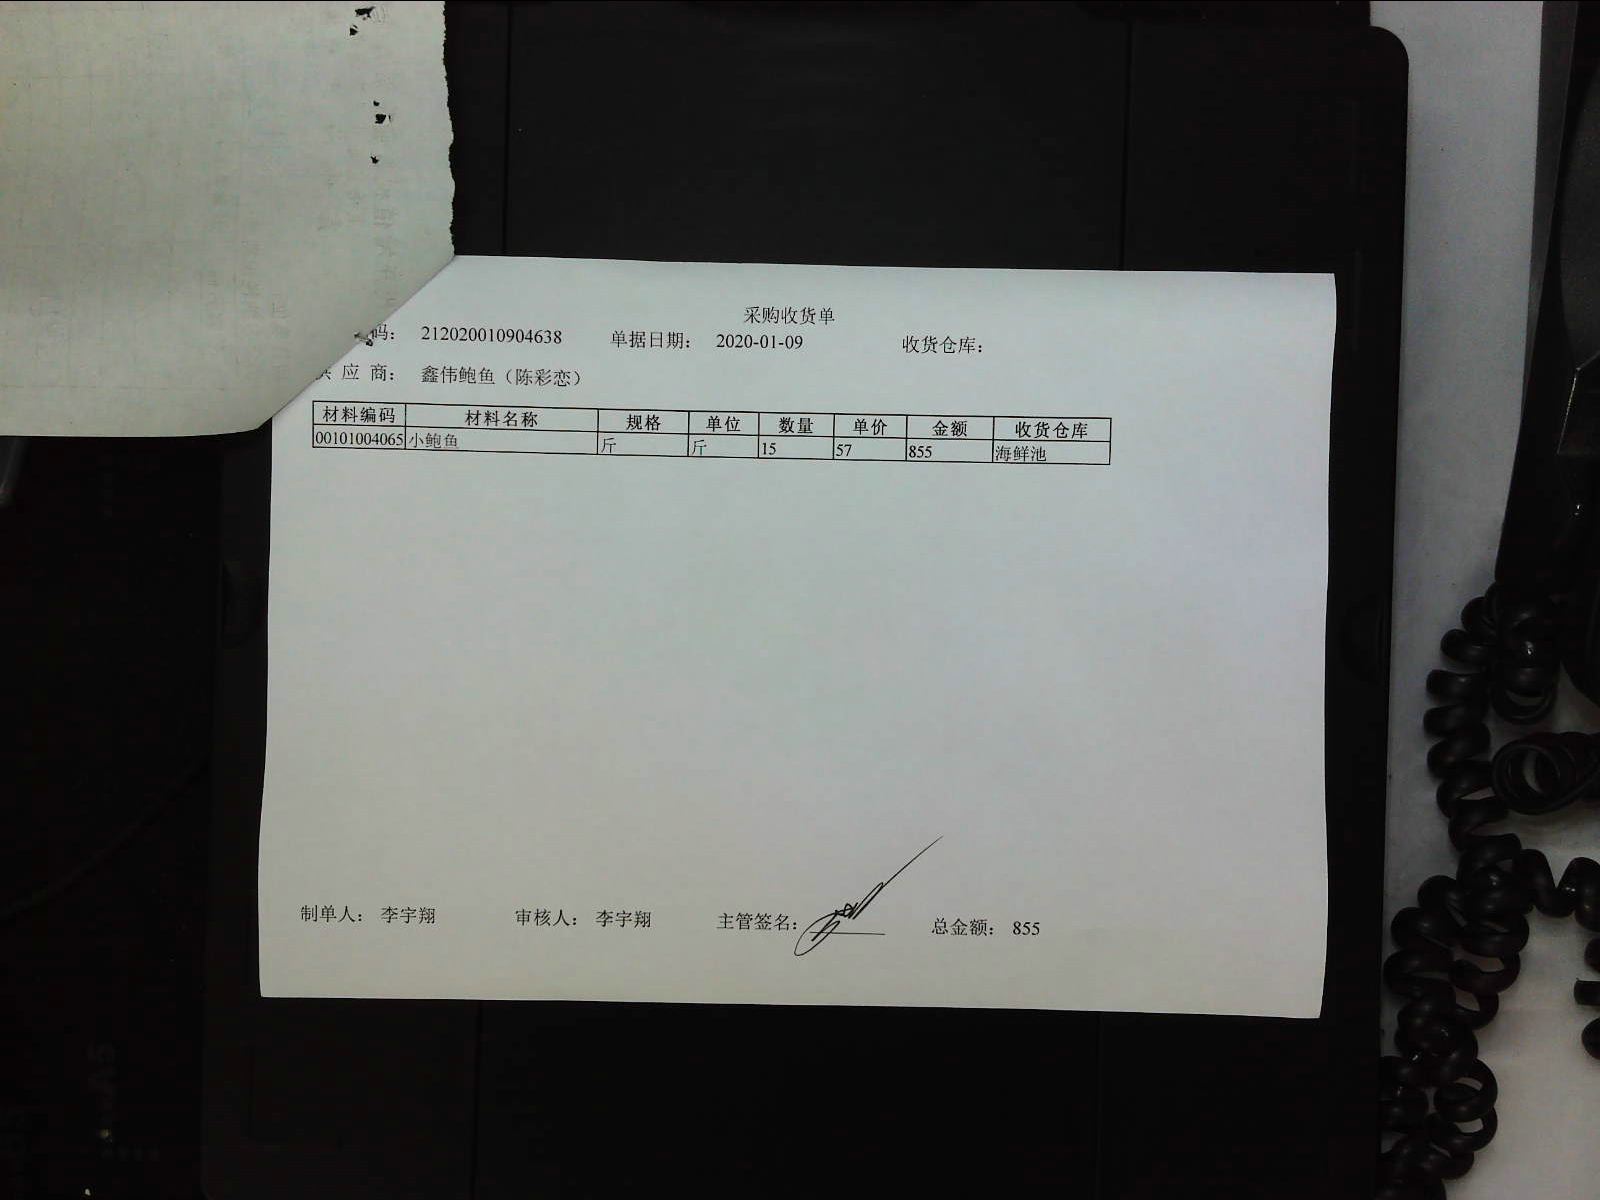 采购收货单
码： 212020010904638 单据日期： 2020-01-09 收货仓库：
应 商： 鑫伟鲍鱼（陈彩恋）
材料编码 材料名称 规格 单位 数量 单价 金额 收货仓库
00101004065 小鲍鱼 斤 斤 15 57 855 海鲜池
制单人： 李宇翔 审核人： 李宇翔 主管签名： 总金额： 855